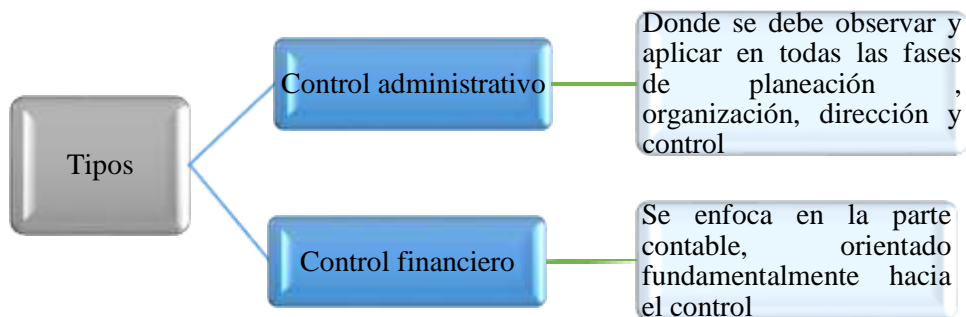 Tipos
Control administrativo
Donde se debe observar y
aplicar en todas las fases
de planeación ,
organización, dirección y
control
Control financiero
Se enfoca en la parte
contable, orientado
fundamentalmente hacia
el control